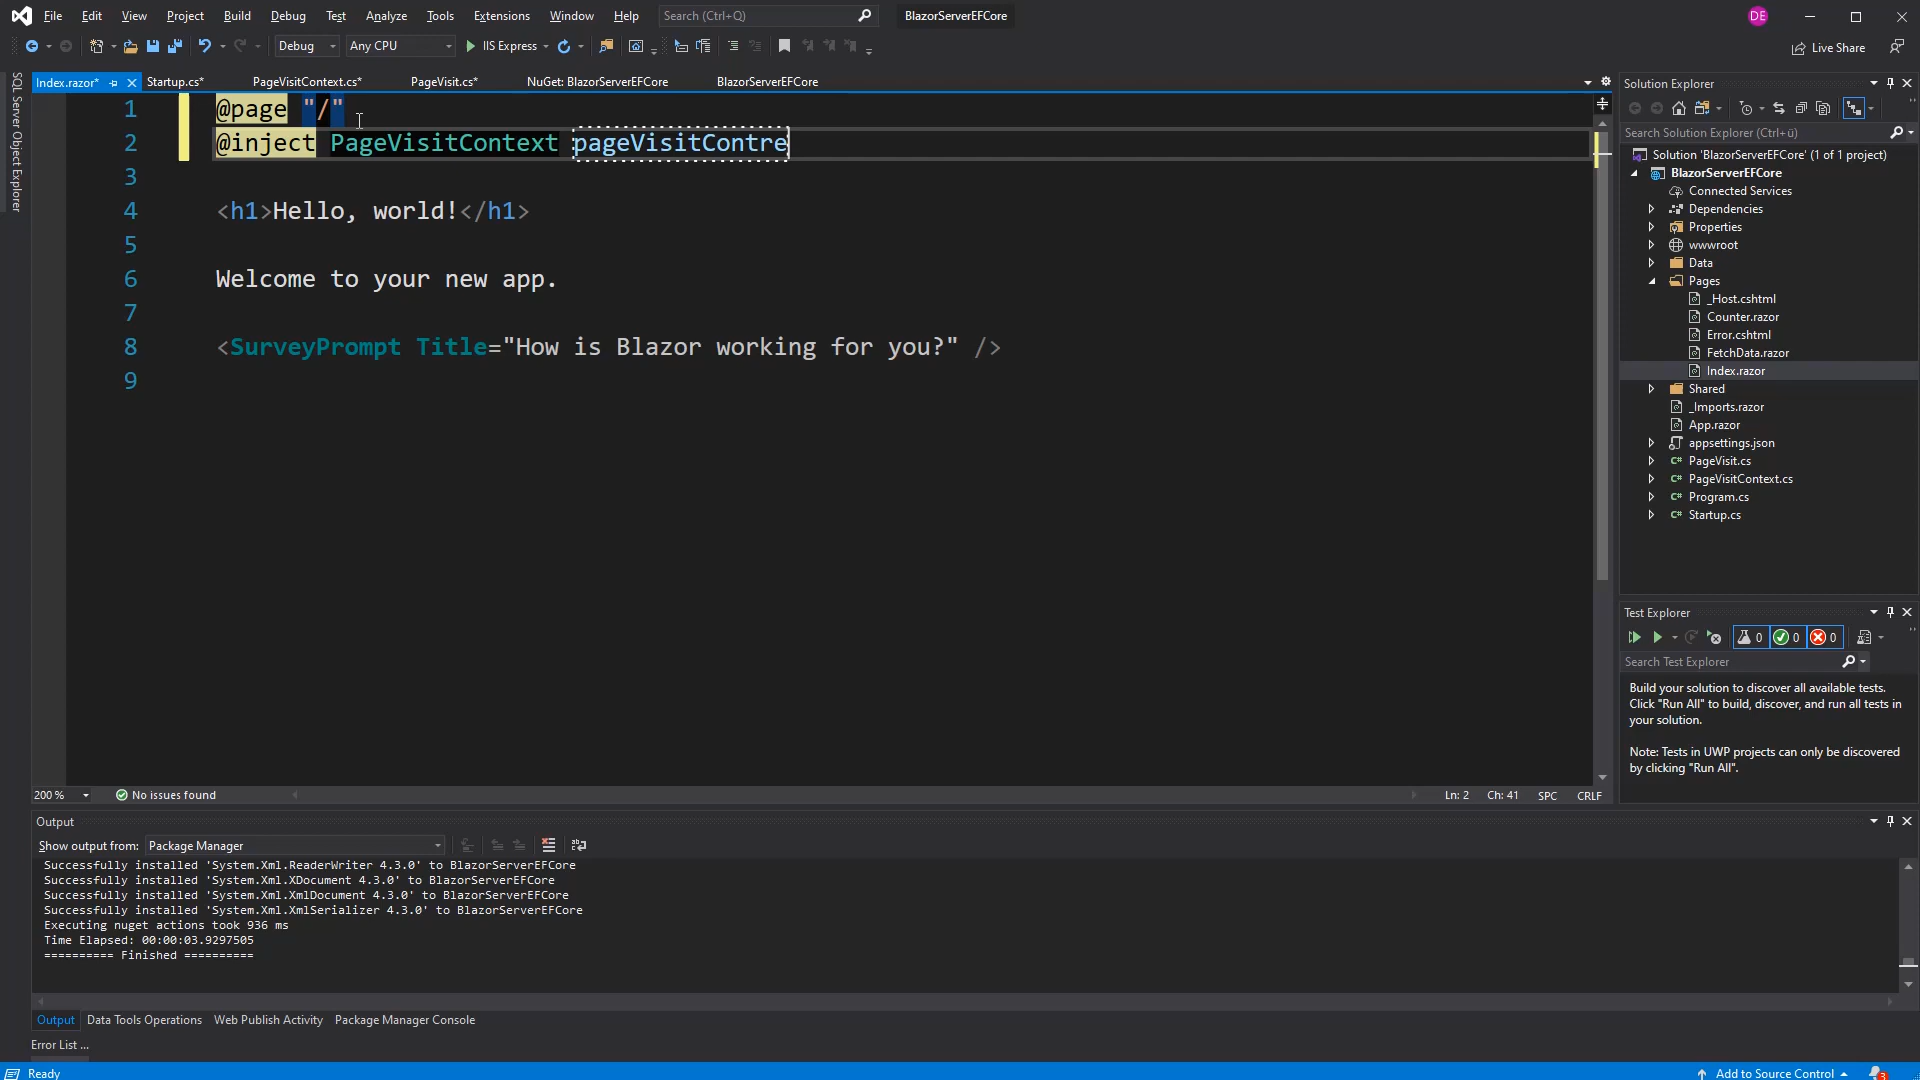 File Edit View Project Build Debug Test Analyze Tools Extensions Window Help Search (Ctrl+Q) BlazorServerEFCore DE
Debug Any CPU IIS Express Live Share
SQL Server Object Explorer
Index.razor* Startup.cs* PageVisitContext.cs* PageVisit.cs* NuGet: BlazorServerEFCore BlazorServerEFCore
1 @page "/"
2 @inject PageVisitContext pageVisitContre
3
4 <h1>Hello, world!</h1>
5
6 Welcome to your new app.
7
8 <SurveyPrompt Title="How is Blazor working for you?" />
9
200 % No issues found Ln: 2 Ch: 41 SPC CRLF
Output
Show output from: Package Manager
Successfully installed 'System.Xml.ReaderWriter 4.3.0' to BlazorServerEFCore
Successfully installed 'System.Xml.XDocument 4.3.0' to BlazorServerEFCore
Successfully installed 'System.Xml.XmlDocument 4.3.0' to BlazorServerEFCore
Successfully installed 'System.Xml.XmlSerializer 4.3.0' to BlazorServerEFCore
Executing nuget actions took 936 ms
Time Elapsed: 00:00:03.9297505
========== Finished ==========
Output Data Tools Operations Web Publish Activity Package Manager Console
Error List ...
Solution Explorer
Search Solution Explorer (Ctrl+ü)
Solution 'BlazorServerEFCore' (1 of 1 project)
BlazorServerEFCore
Connected Services
Dependencies
Properties
wwwroot
Data
Pages
_Host.cshtml
Counter.razor
Error.cshtml
FetchData.razor
Index.razor
Shared
_Imports.razor
App.razor
appsettings.json
C# PageVisit.cs
C# PageVisitContext.cs
C# Program.cs
C# Startup.cs
Test Explorer
0 0 0
Search Test Explorer
Build your solution to discover all available tests.
Click "Run All" to build, discover, and run all tests in
your solution.
Note: Tests in UWP projects can only be discovered
by clicking "Run All".
Ready Add to Source Control 3